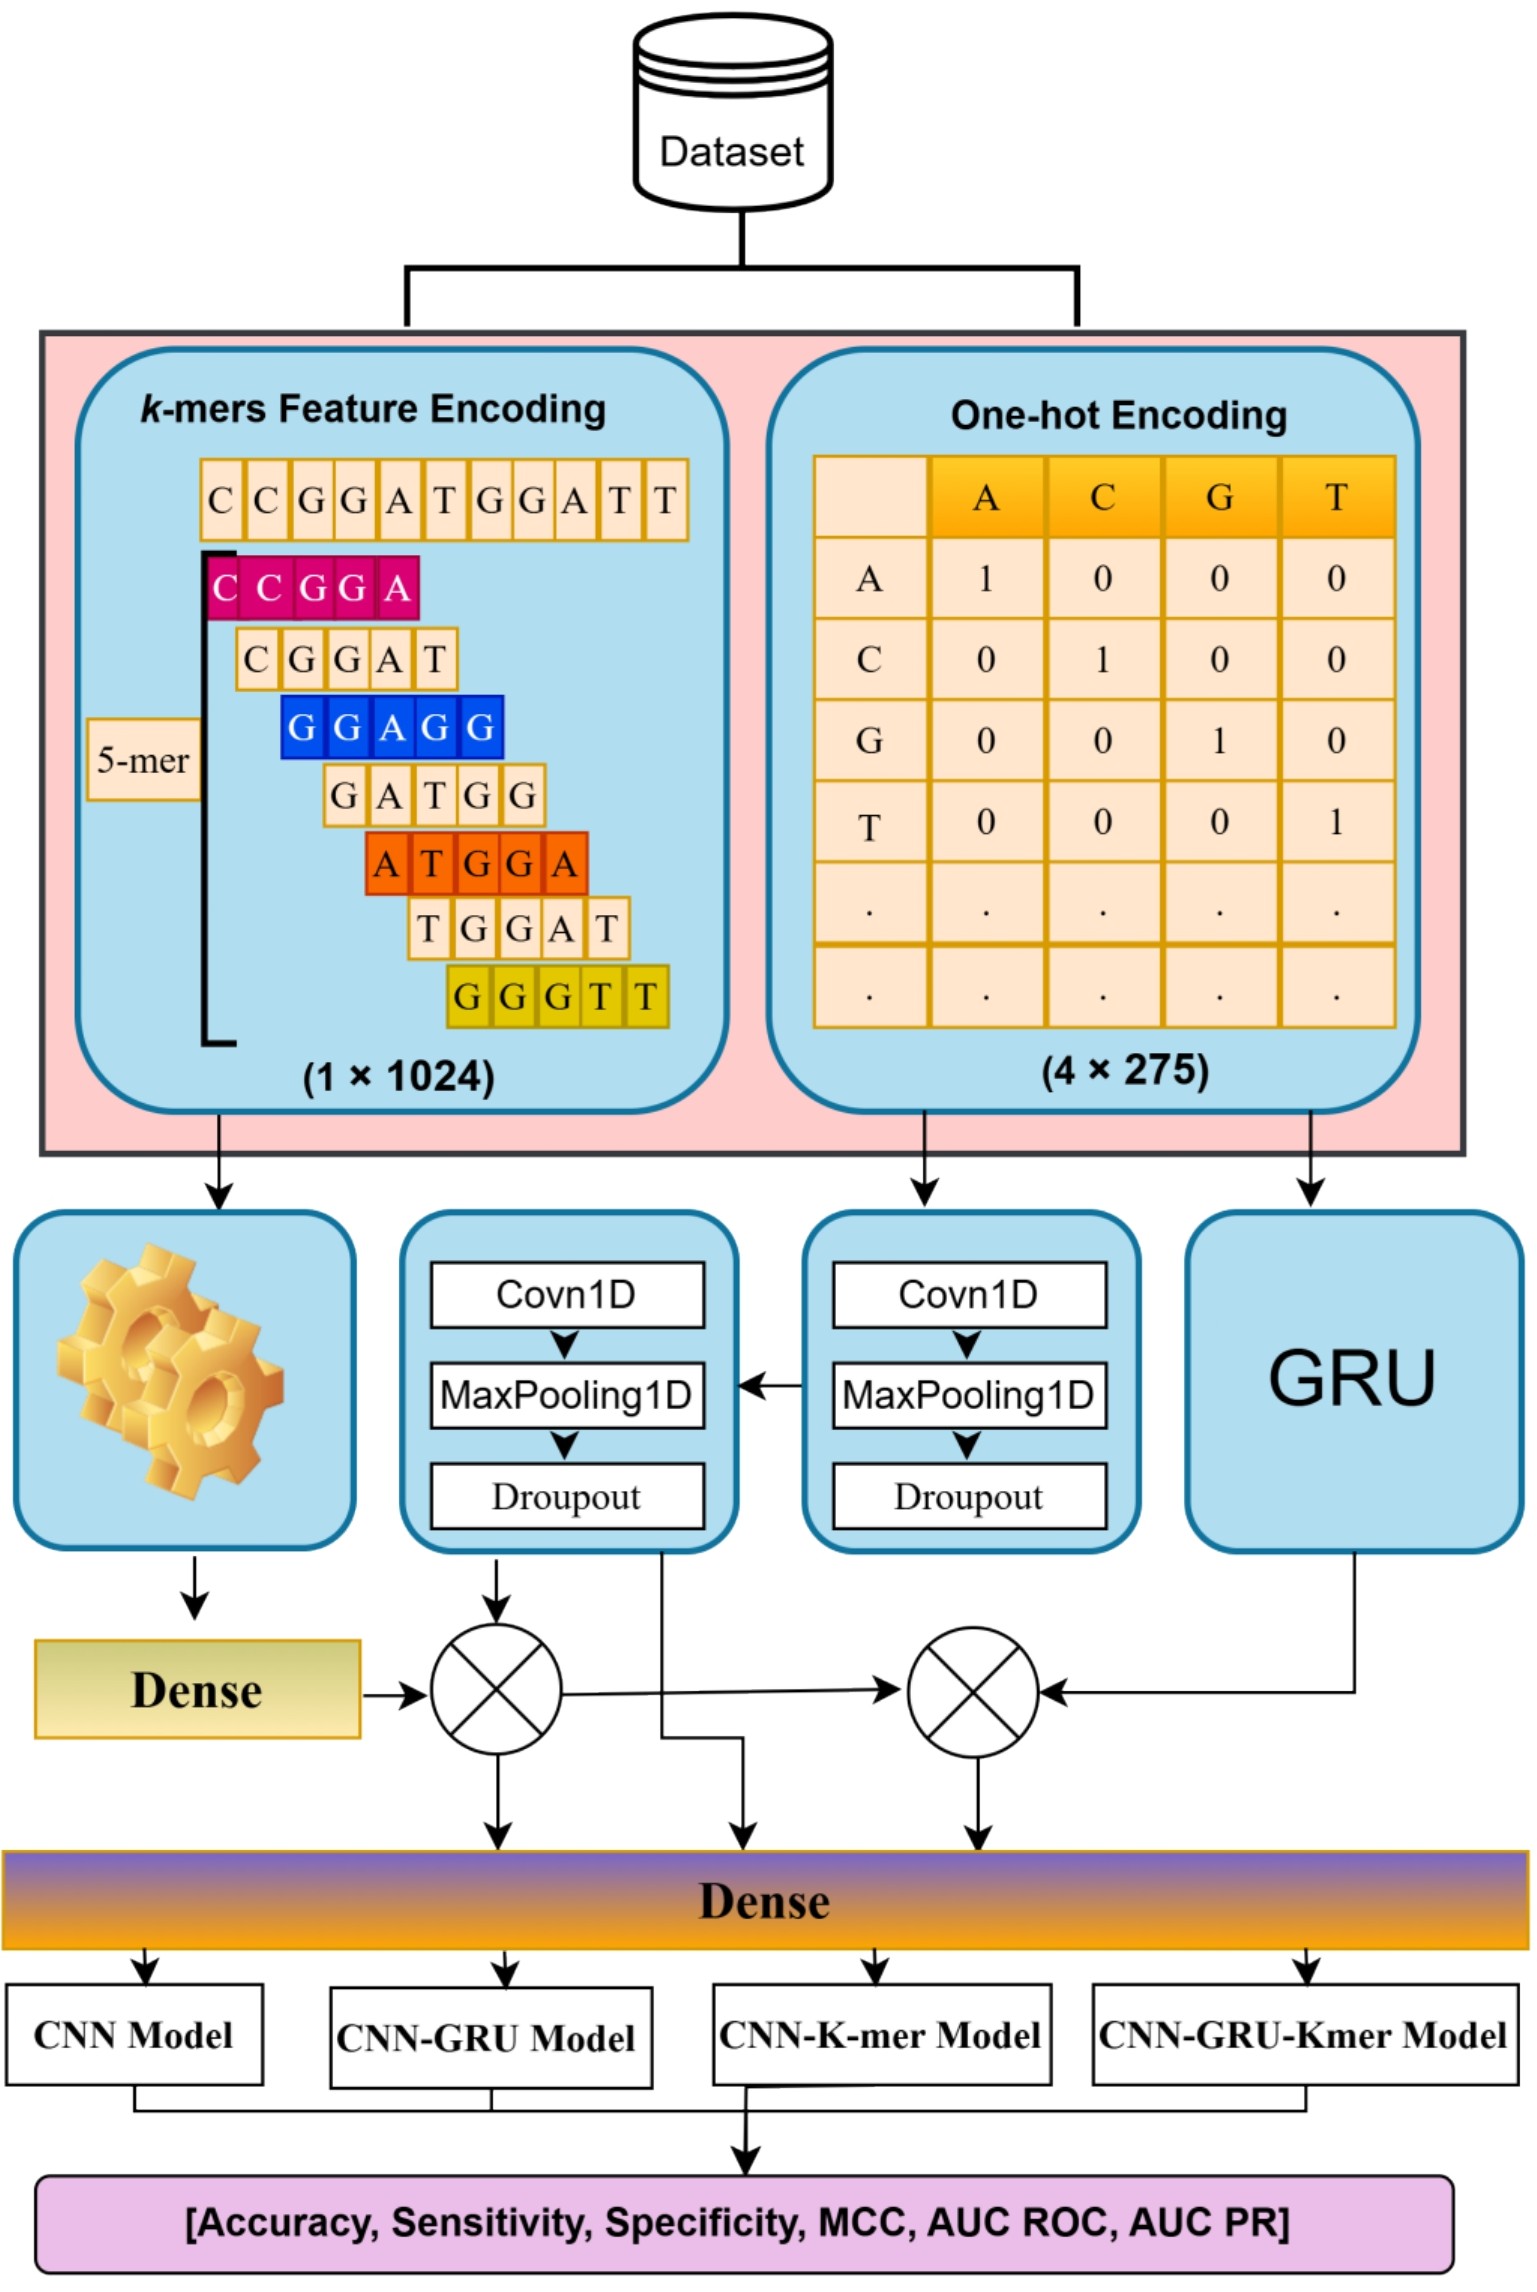 Dataset
k-mers Feature Encoding
C C G G A T G G A T T
C C G G A
C G G A T
G G A G G
5-mer
G A T G G
A T G G A
T G G A T
G G G T T
(1 × 1024)
One-hot Encoding
A C G T
A 1 0 0 0
C 0 1 0 0
G 0 0 1 0
T 0 0 0 1
. . . . .
. . . . .
(4 × 275)
Covn1D
MaxPooling1D
Droupout
Covn1D
MaxPooling1D
Droupout
GRU
Dense
Dense
CNN Model
CNN-GRU Model
CNN-K-mer Model
CNN-GRU-Kmer Model
[Accuracy, Sensitivity, Specificity, MCC, AUC ROC, AUC PR]